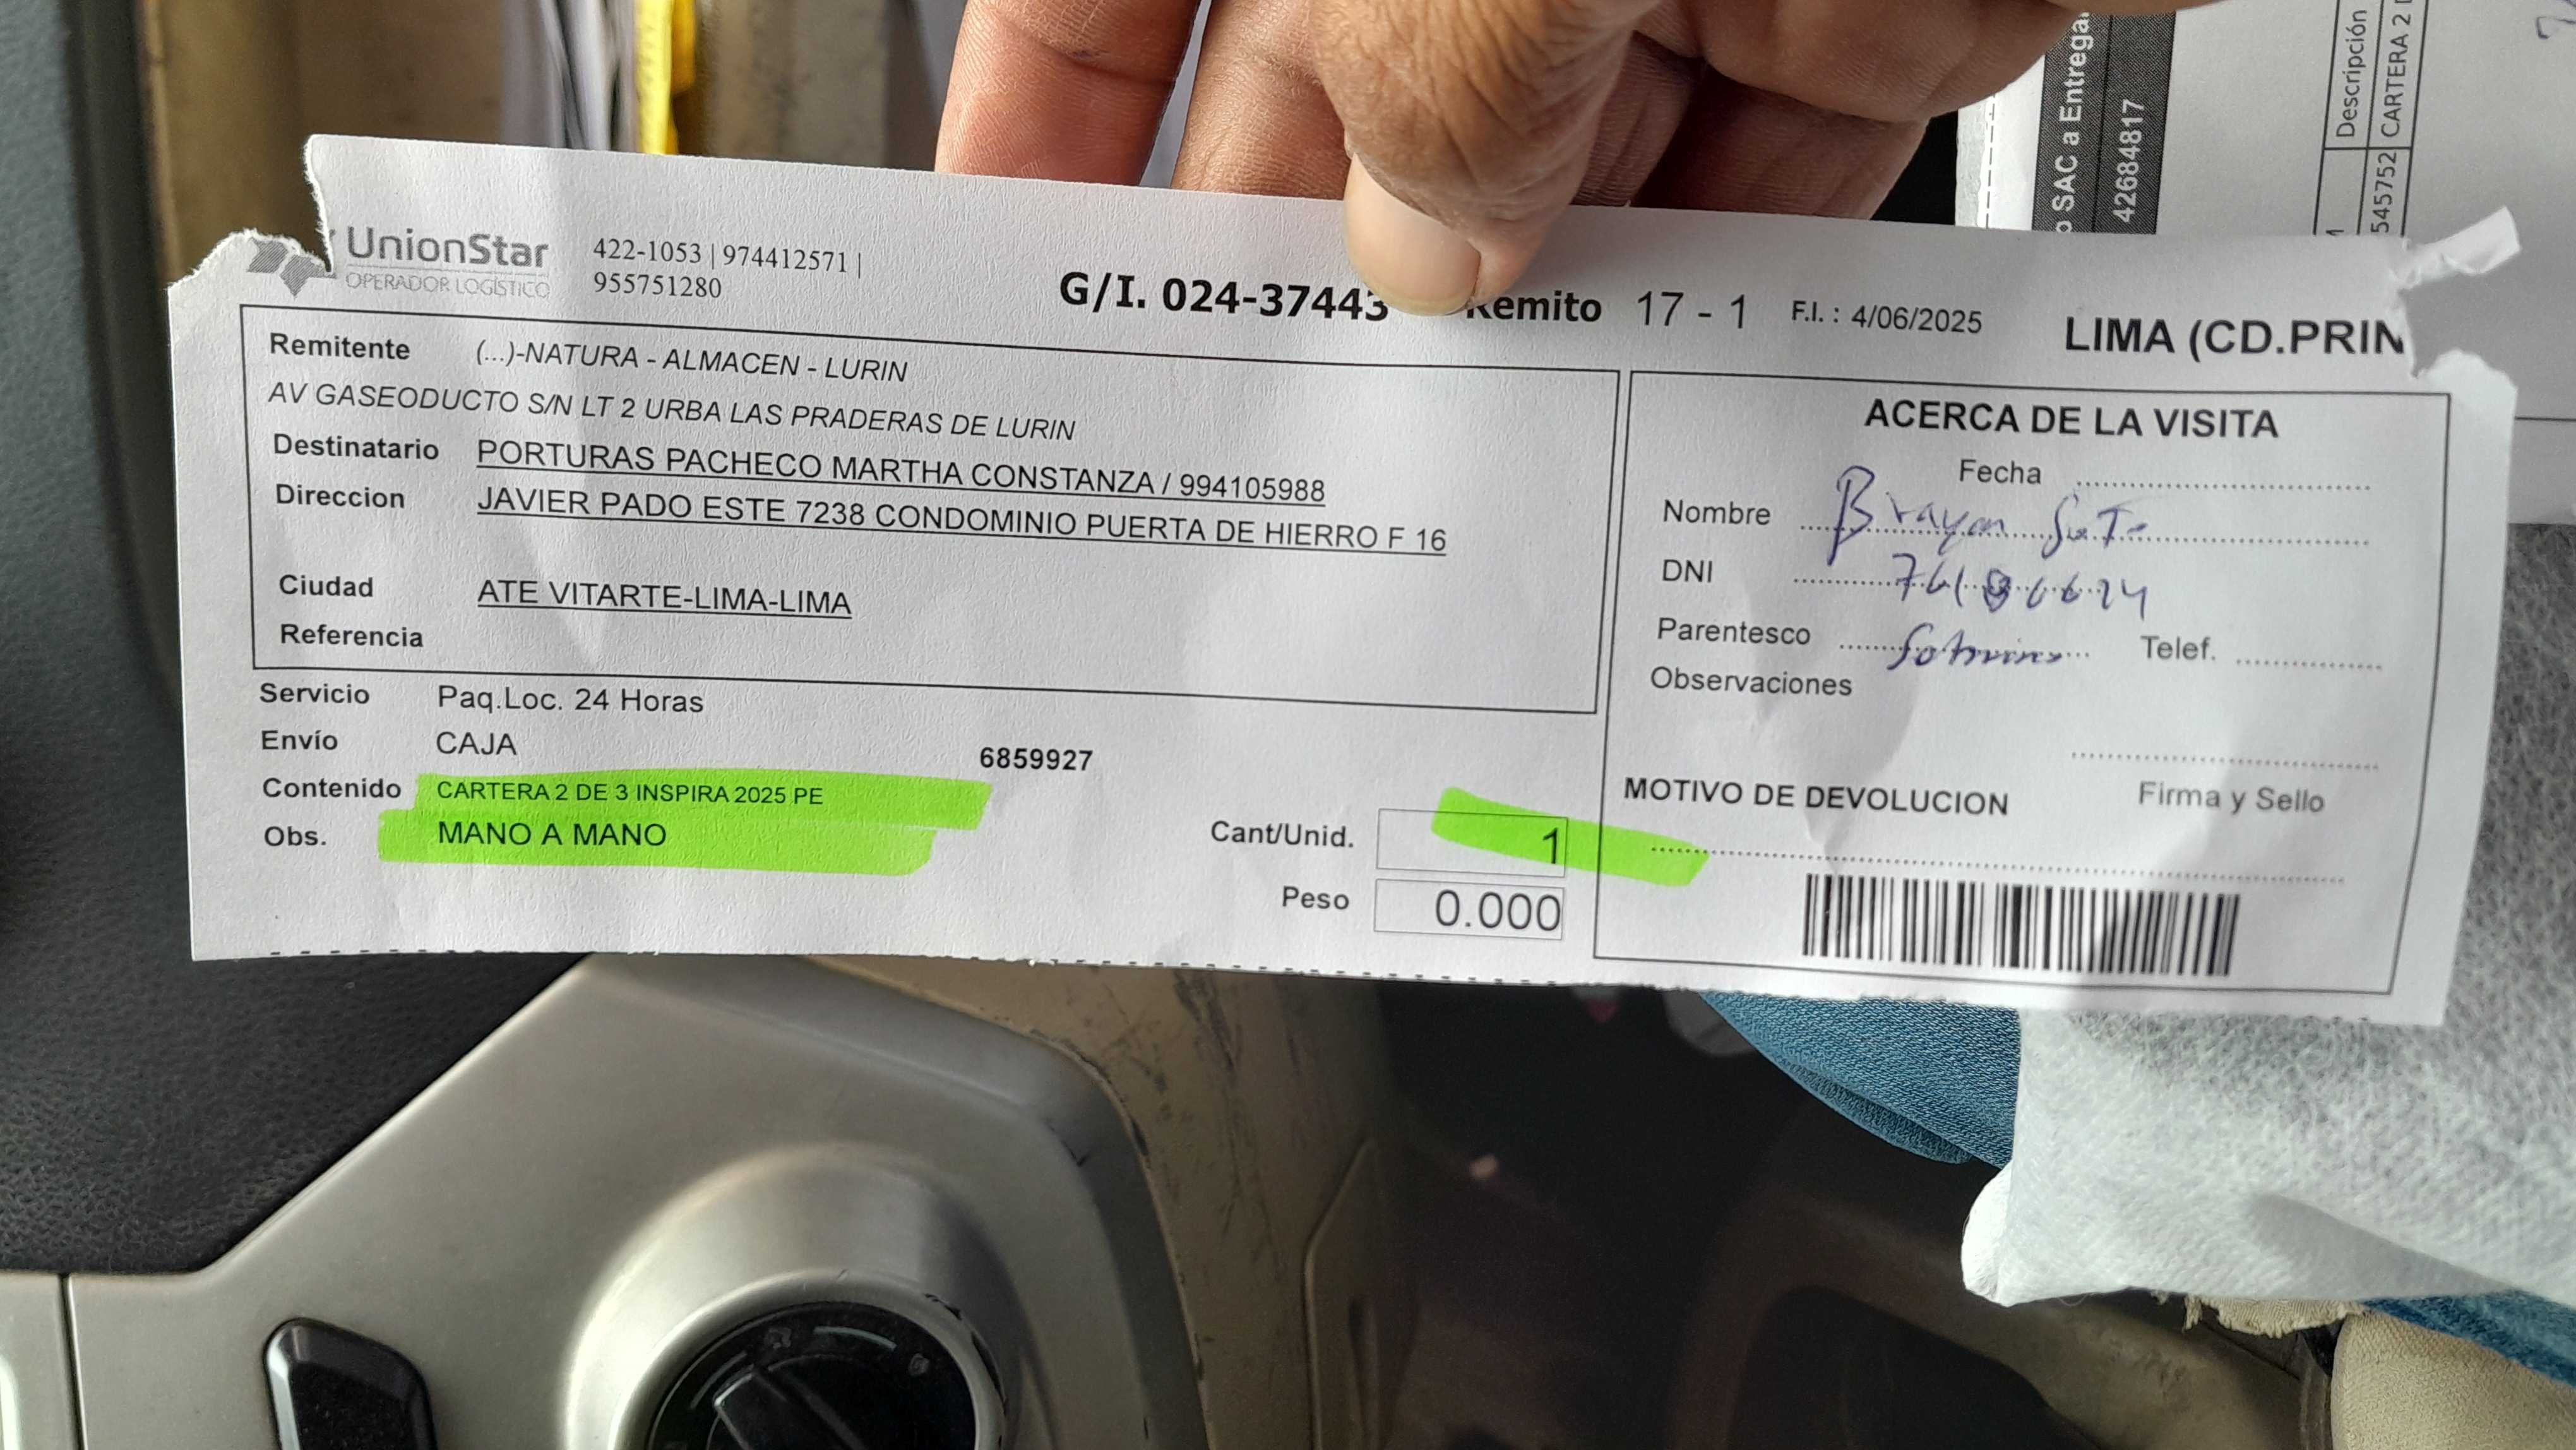 UnionStar
OPERADOR LOGÍSTICO
422-1053 | 974412571 |
955751280
G/I. 024-37443 Remito 17 - 1 F.I. : 4/06/2025 LIMA (CD.PRIN
Remitente (...)-NATURA - ALMACEN - LURIN
AV GASEODUCTO S/N LT 2 URBA LAS PRADERAS DE LURIN
Destinatario PORTURAS PACHECO MARTHA CONSTANZA / 994105988
Direccion JAVIER PADO ESTE 7238 CONDOMINIO PUERTA DE HIERRO F 16
Ciudad ATE VITARTE-LIMA-LIMA
Referencia
Servicio Paq.Loc. 24 Horas
Envío CAJA
6859927
Contenido CARTERA 2 DE 3 INSPIRA 2025 PE
Obs. MANO A MANO
Cant/Unid. 1
Peso 0.000
ACERCA DE LA VISITA
Fecha
Nombre Brayan
DNI
Parentesco
Telef.
Observaciones
Firma y Sello
MOTIVO DE DEVOLUCION
SAC a Entrega
42684817
Descripción
545752 CARTERA 2